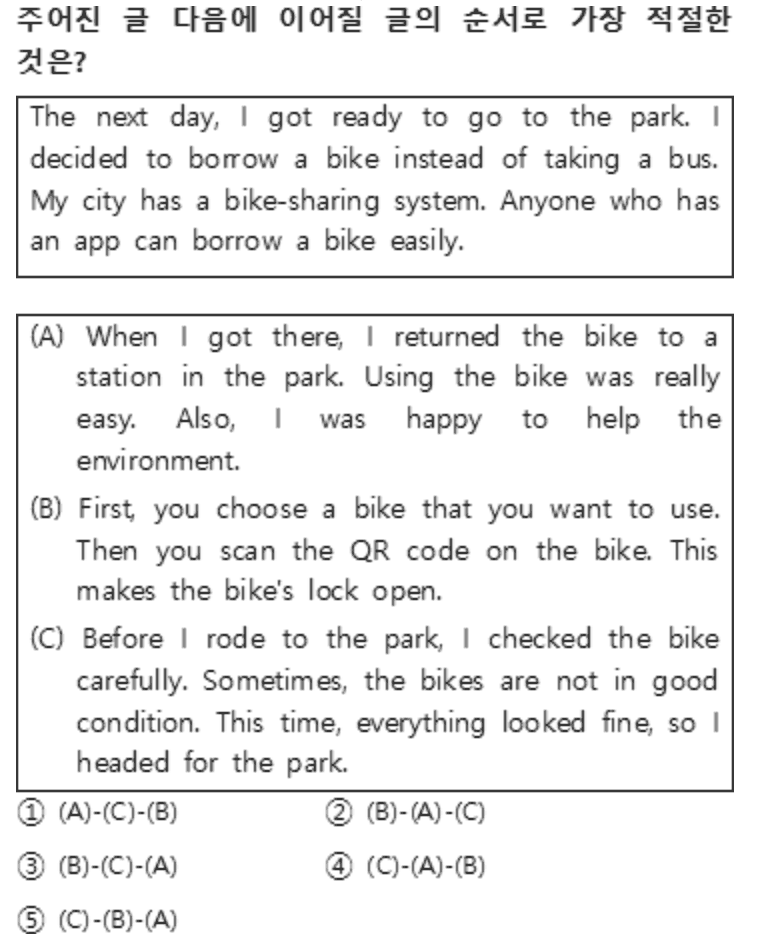 주어진 글 다음에 이어질 글의 순서로 가장 적절한
것은?
The next day, I got ready to go to the park. I
decided to borrow a bike instead of taking a bus.
My city has a bike-sharing system. Anyone who has
an app can borrow a bike easily.
(A) When I got there, I returned the bike to a
station in the park. Using the bike was really
easy. Also, I was happy to help the
environment.
(B) First, you choose a bike that you want to use.
Then you scan the QR code on the bike. This
makes the bike's lock open.
(C) Before I rode to the park, I checked the bike
carefully. Sometimes, the bikes are not in good
condition. This time, everything looked fine, so I
headed for the park.
① (A)-(C)-(B) ② (B)-(A)-(C)
③ (B)-(C)-(A) ④ (C)-(A)-(B)
⑤ (C)-(B)-(A)